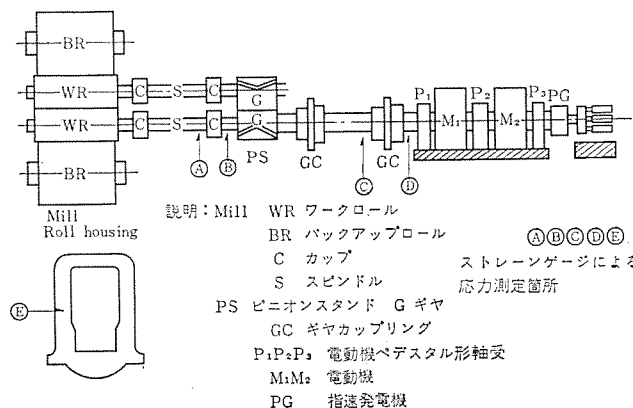 BR
WR C S C G P₁ P₂ P₃ PG
WR C S C G M₁ M₂
BR Ⓐ Ⓑ PS GC Ⓒ GC Ⓓ
Mill
Roll housing
Ⓔ
説明：Mill WR ワークロール
BR バックアップロール
C カップ
S スピンドル
PS ピニオンスタンド G ギヤ
GC ギヤカップリング
P₁P₂P₃ 電動機ペデスタル形軸受
M₁M₂ 電動機
PG 指速発電機
ⒶⒷⒸⒹⒺ
ストレーンゲージによる
応力測定箇所